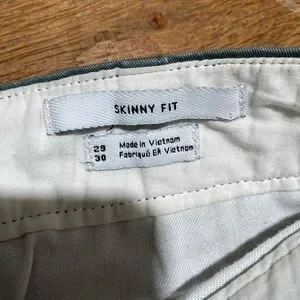 SKINNY FIT
29 Made in Vietnam
30 Fabriqué En Vietnam